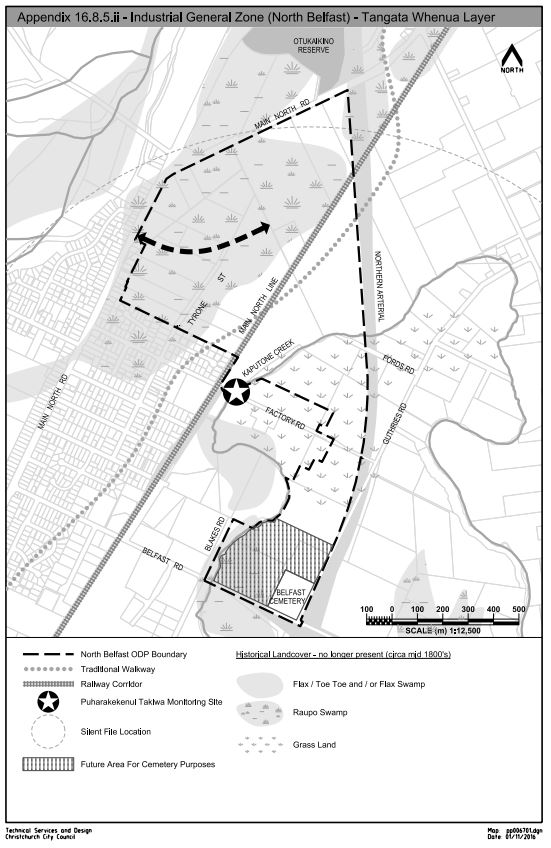 Appendix 16.8.5.ii - Industrial General Zone (North Belfast) - Tangata Whenua Layer
OTUKAIKINO
RESERVE
NORTH
MAIN NORTH RD
TYRONE ST
MAIN NORTH LINE
NORTHERN ARTERIAL
KAPUTONE CREEK
FORDS RD
MAIN NORTH RD
FACTORY RD
GUTHRIES RD
BLAKES RD
BELFAST RD
BELFAST
CEMETERY
100 0 100 200 300 400 500
SCALE (m) 1:12,500
North Belfast ODP Boundary
Traditional Walkway
Railway Corridor
Puharakekenui Takiwa Monitoring Site
Silent File Location
Future Area For Cemetery Purposes
Historical Landcover - no longer present (circa mid 1800's)
Flax / Toe Toe and / or Flax Swamp
Raupo Swamp
Grass Land
Technical Services and Design
Christchurch City Council
Map: pp006701.dgn
Date: 01/11/2016